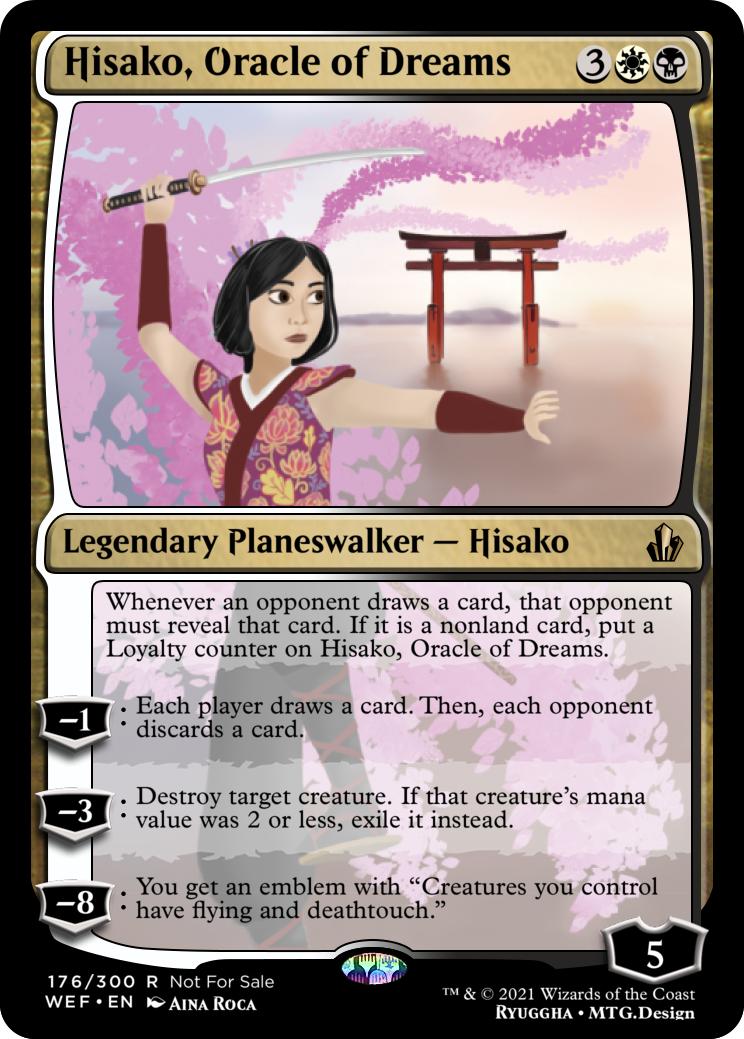 Hisako, Oracle of Dreams 3
Legendary Planeswalker — Hisako
Whenever an opponent draws a card, that opponent
must reveal that card. If it is a nonland card, put a
Loyalty counter on Hisako, Oracle of Dreams.
−1 : Each player draws a card. Then, each opponent
discards a card.
−3 : Destroy target creature. If that creature's mana
value was 2 or less, exile it instead.
−8 : You get an emblem with “Creatures you control
have flying and deathtouch.”
5
176/300 R Not For Sale
WEF • EN Aina Roca
™ & © 2021 Wizards of the Coast
Ryuggha • MTG.Design